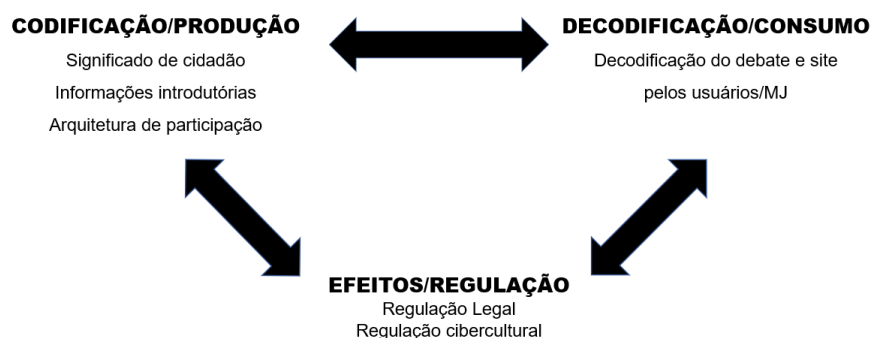 CODIFICAÇÃO/PRODUÇÃO
Significado de cidadão
Informações introdutórias
Arquitetura de participação
DECODIFICAÇÃO/CONSUMO
Decodificação do debate e site
pelos usuários/MJ
EFEITOS/REGULAÇÃO
Regulação Legal
Regulação cibercultural